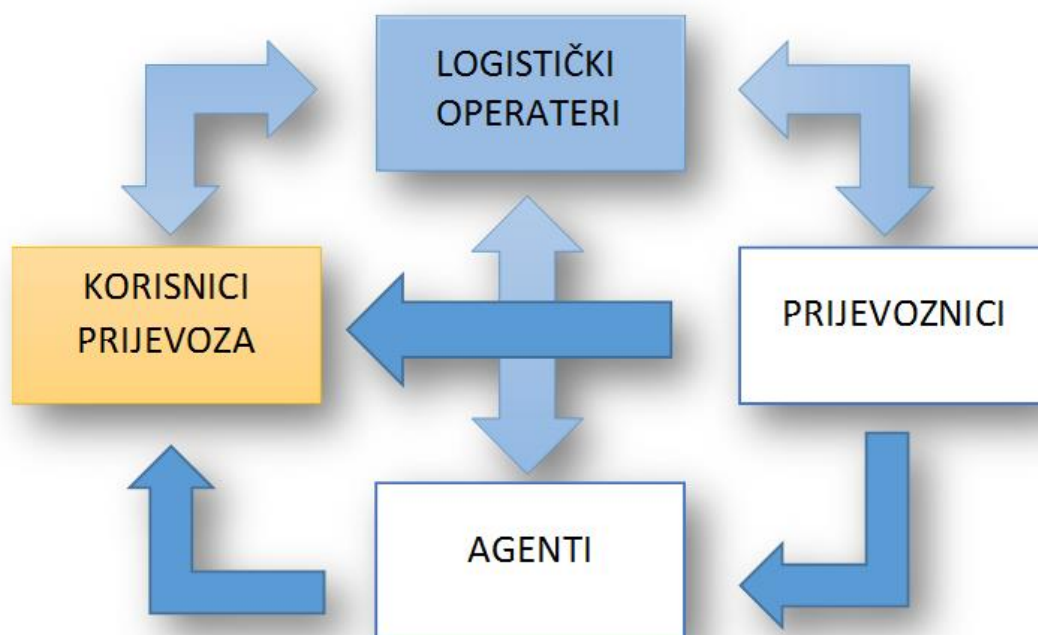 LOGISTIČKI
OPERATERI
KORISNICI
PRIJEVOZA
PRIJEVOZNICI
AGENTI